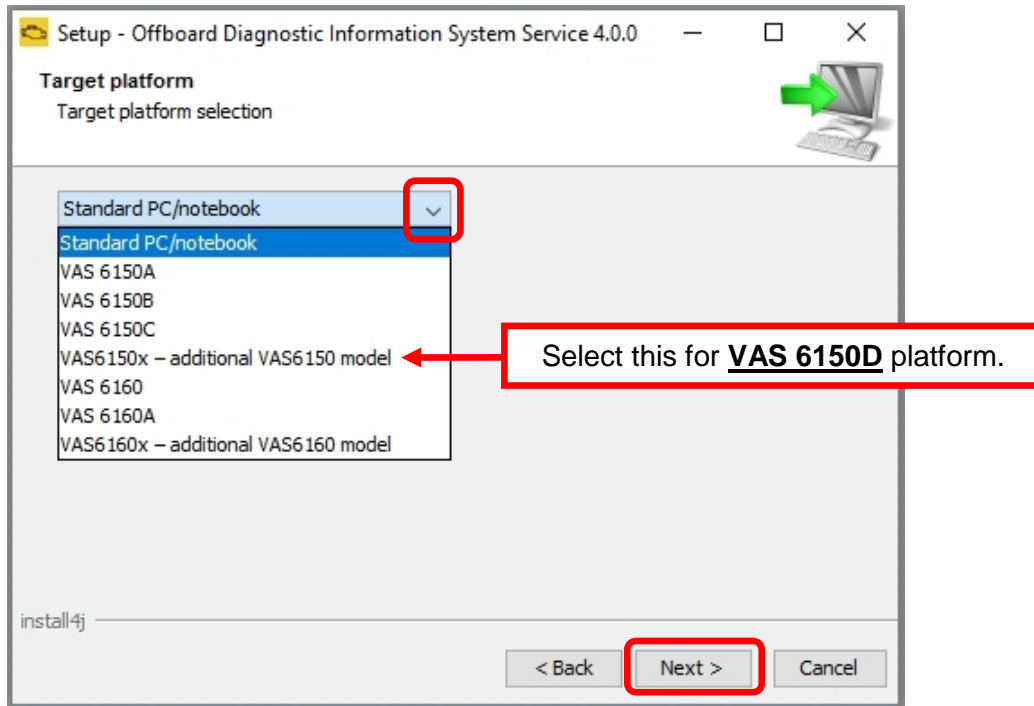 Setup - Offboard Diagnostic Information System Service 4.0.0
Target platform
Target platform selection
Standard PC/notebook
Standard PC/notebook
VAS 6150A
VAS 6150B
VAS 6150C
VAS6150x – additional VAS6150 model
Select this for VAS 6150D platform.
VAS 6160
VAS 6160A
VAS6160x – additional VAS6160 model
install4j
< Back
Next >
Cancel